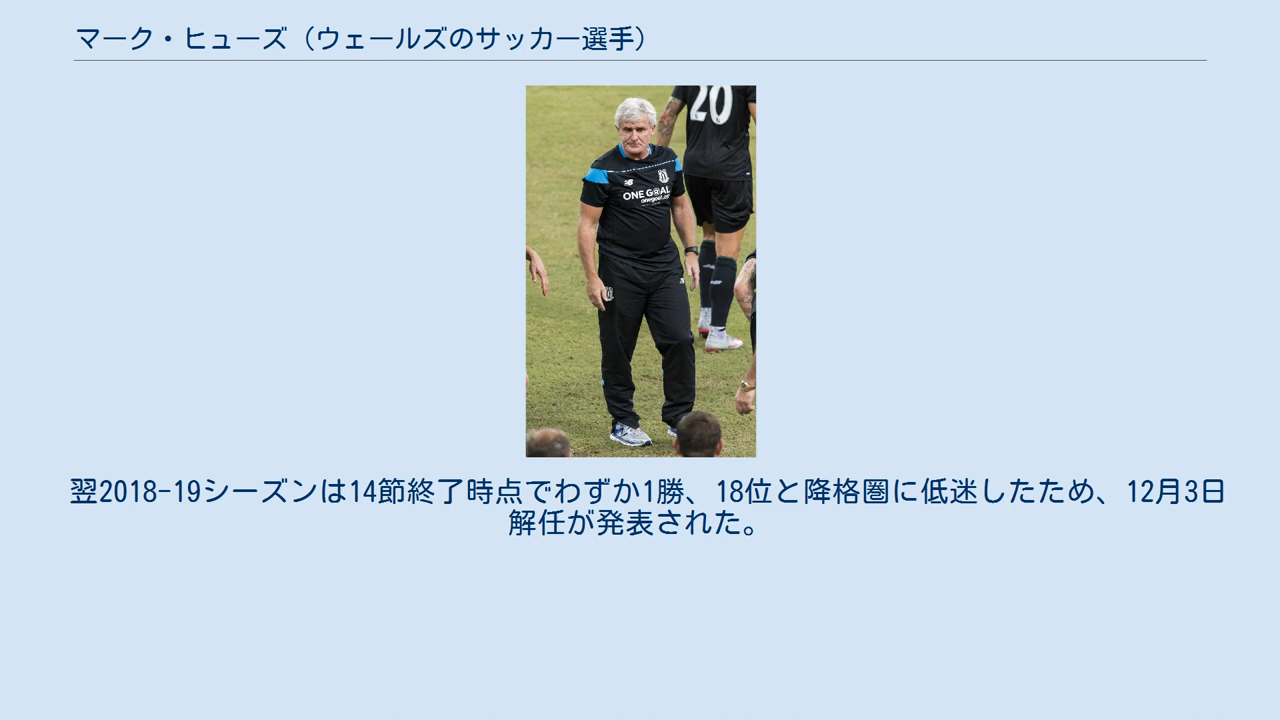 マーク・ヒューズ（ウェールズのサッカー選手）
20
ONE GOAL
翌2018-19シーズンは14節終了時点でわずか1勝、18位と降格圏に低迷したため、12月3日
解任が発表された。